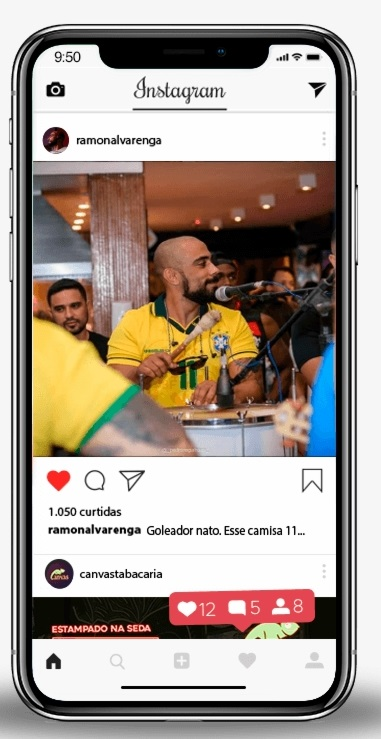 9:50
Instagram
ramonalvarenga
11
1.050 curtidas
ramonalvarenga Goleador nato. Esse camisa 11...
canvastabacaria
ESTAMPADO NA SEDA
12 5 8